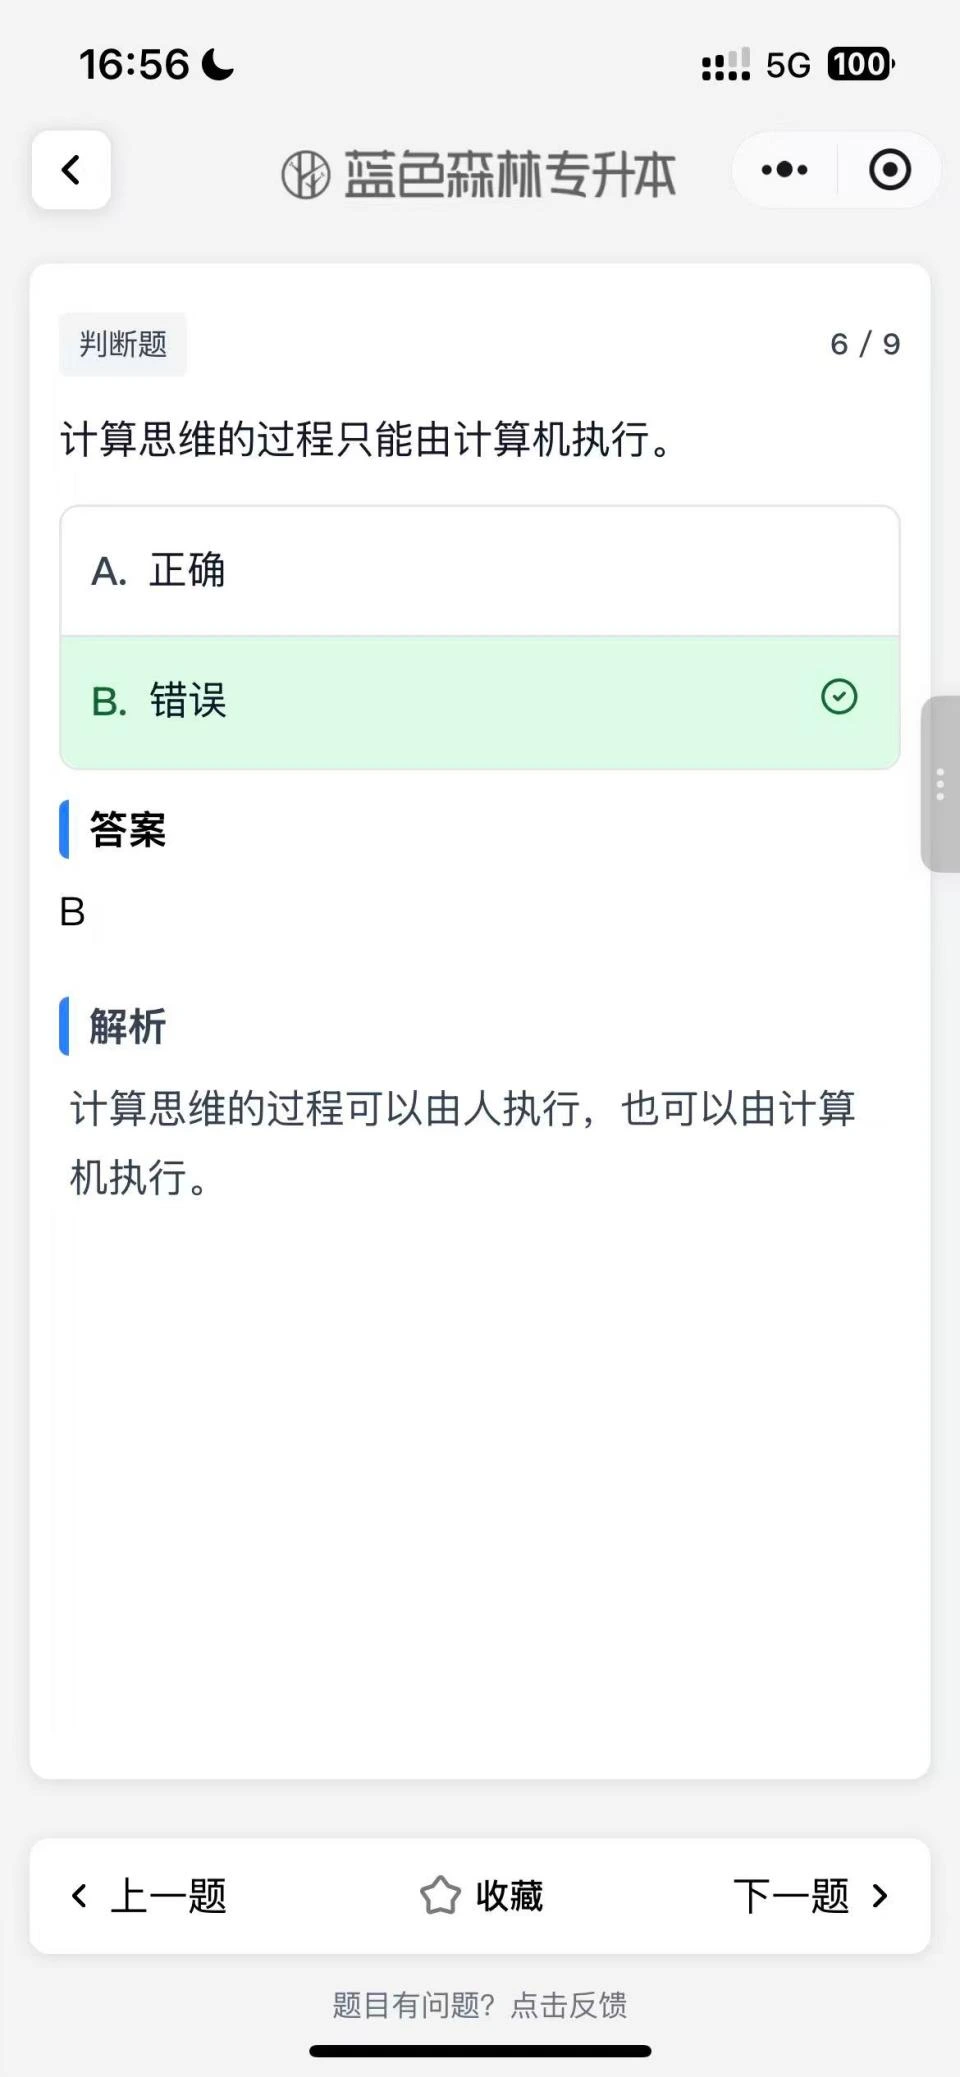 16:56
5G
100
蓝色森林专升本
判断题
6 / 9
计算思维的过程只能由计算机执行。
A. 正确
B. 错误
答案
B
解析
计算思维的过程可以由人执行，也可以由计算
机执行。
上一题
收藏
下一题
题目有问题？点击反馈